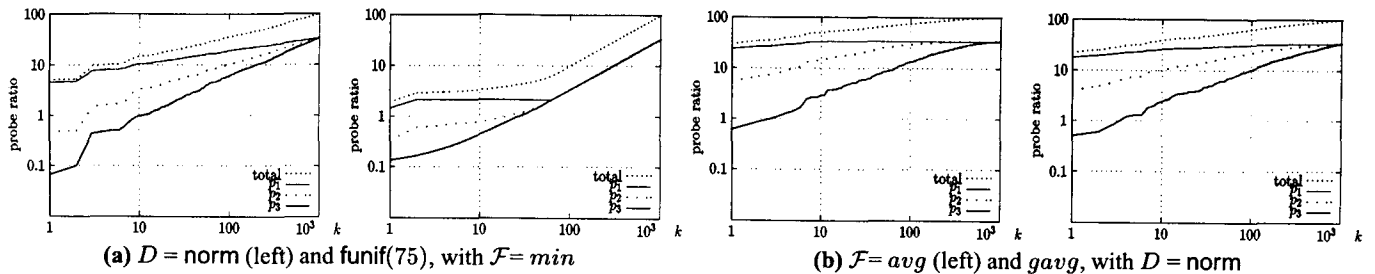 100
10
1
0.1
probe ratio
total
p1
p2
p3
1 10 100 10³ k
100
10
1
0.1
probe ratio
total
p1
p2
p3
1 10 100 10³ k
(a) D = norm (left) and funif(75), with F = min
100
10
1
0.1
probe ratio
total
p1
p2
p3
1 10 100 10³ k
100
10
1
0.1
probe ratio
total
p1
p2
p3
1 10 100 10³ k
(b) F = avg (left) and gavg, with D = norm